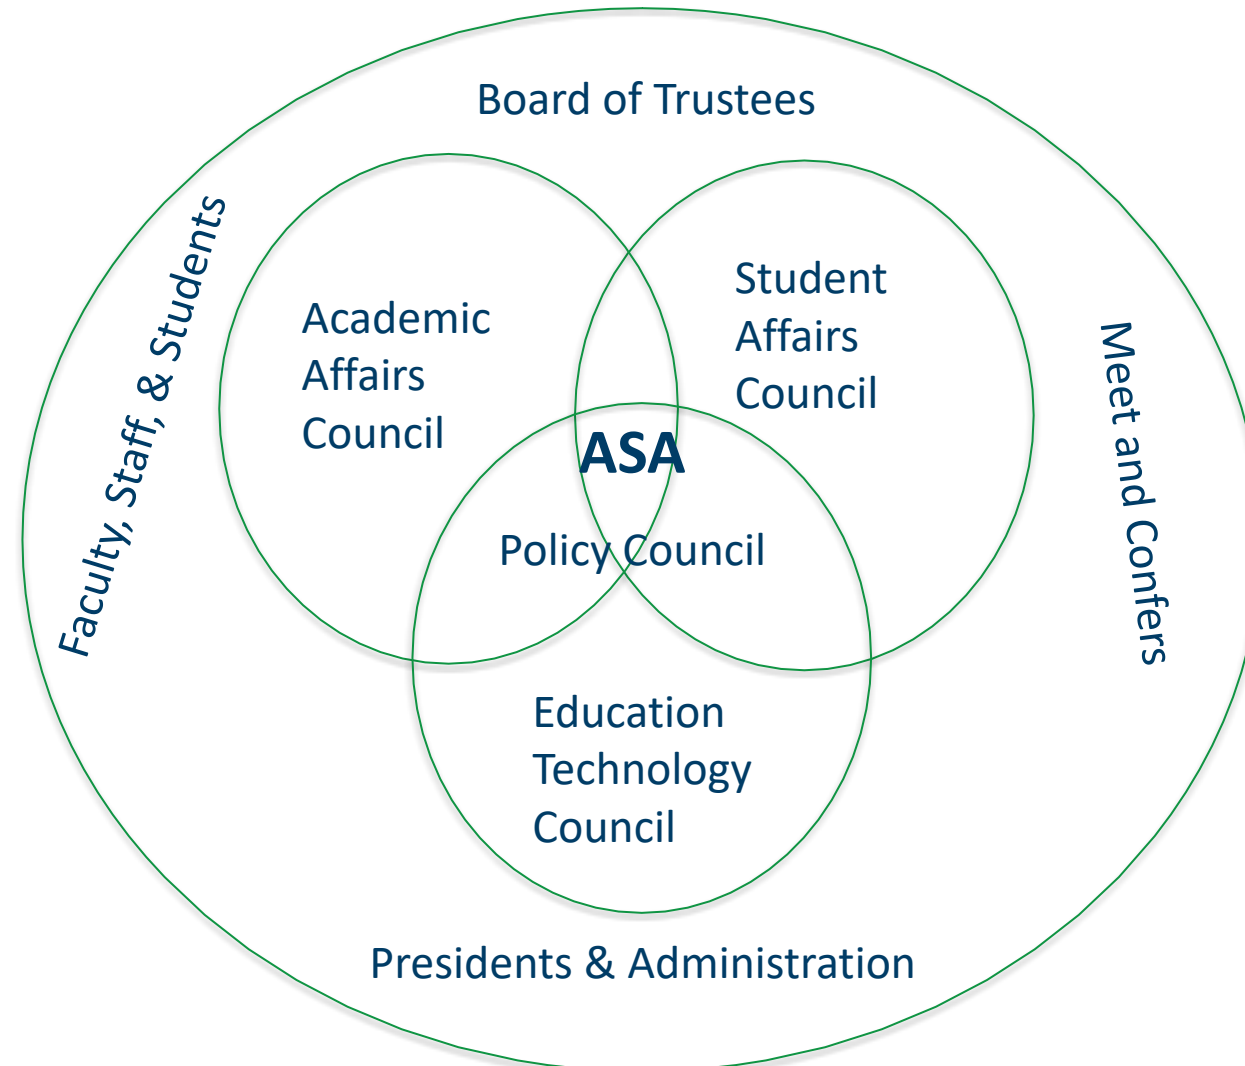 Board of Trustees
Faculty, Staff, & Students
Academic
Affairs
Council
Student
Affairs
Council
Meet and Confers
ASA
Policy Council
Education
Technology
Council
Presidents & Administration